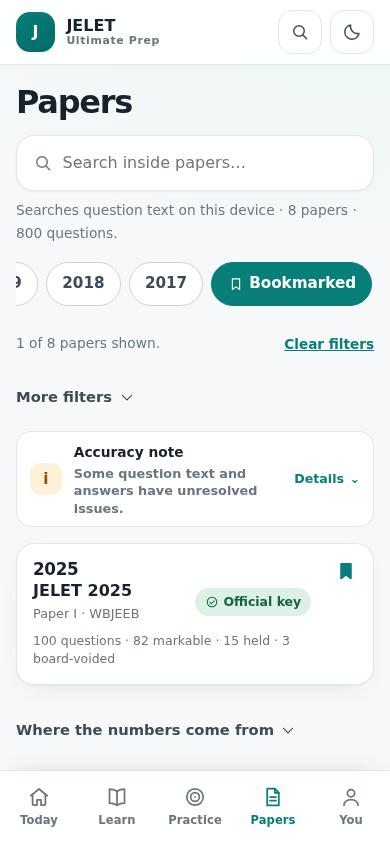 J
JELET
Ultimate Prep
Papers
Search inside papers...
Searches question text on this device · 8 papers ·
800 questions.
9 2018 2017 Bookmarked
1 of 8 papers shown. Clear filters
More filters
i
Accuracy note
Some question text and
answers have unresolved
issues.
Details
2025
JELET 2025
Paper I · WBJEEB
Official key
100 questions · 82 markable · 15 held · 3
board-voided
Where the numbers come from
Today Learn Practice Papers You